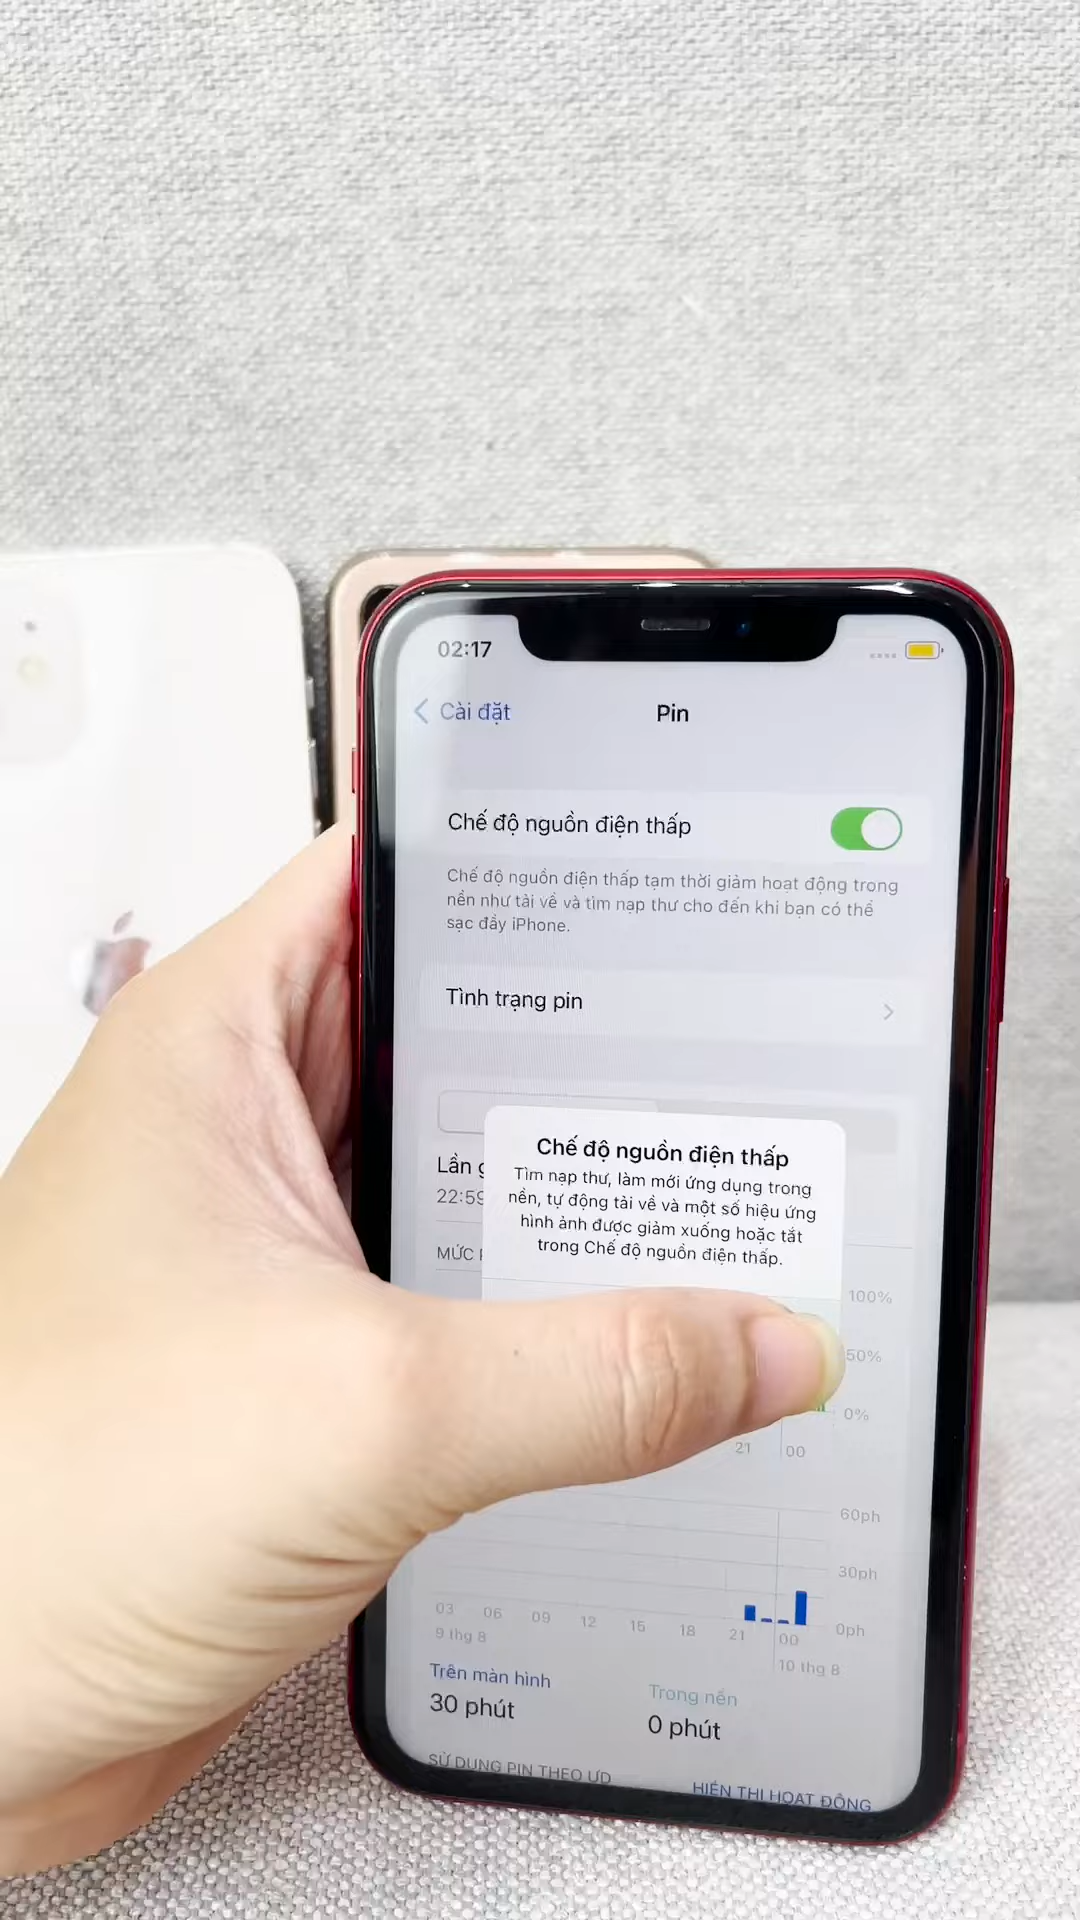 02:17
Cài đặt
Pin
Chế độ nguồn điện thấp
Chế độ nguồn điện thấp tạm thời giảm hoạt động trong
nền như tải về và tìm nạp thư cho đến khi bạn có thể
sạc đầy iPhone.
Tình trạng pin
Chế độ nguồn điện thấp
Tìm nạp thư, làm mới ứng dụng trong
nền, tự động tải về và một số hiệu ứng
hình ảnh được giảm xuống hoặc tắt
trong Chế độ nguồn điện thấp.
Lần
22:59
MỨC
100%
50%
0%
21 00
60ph
30ph
0ph
03 06 09 12 15 18 21 00
9 thg 8
10 thg 8
Trên màn hình
30 phút
Trong nền
0 phút
SỬ DỤNG PIN THEO ƯD
HIỂN THỊ HOẠT ĐỘNG